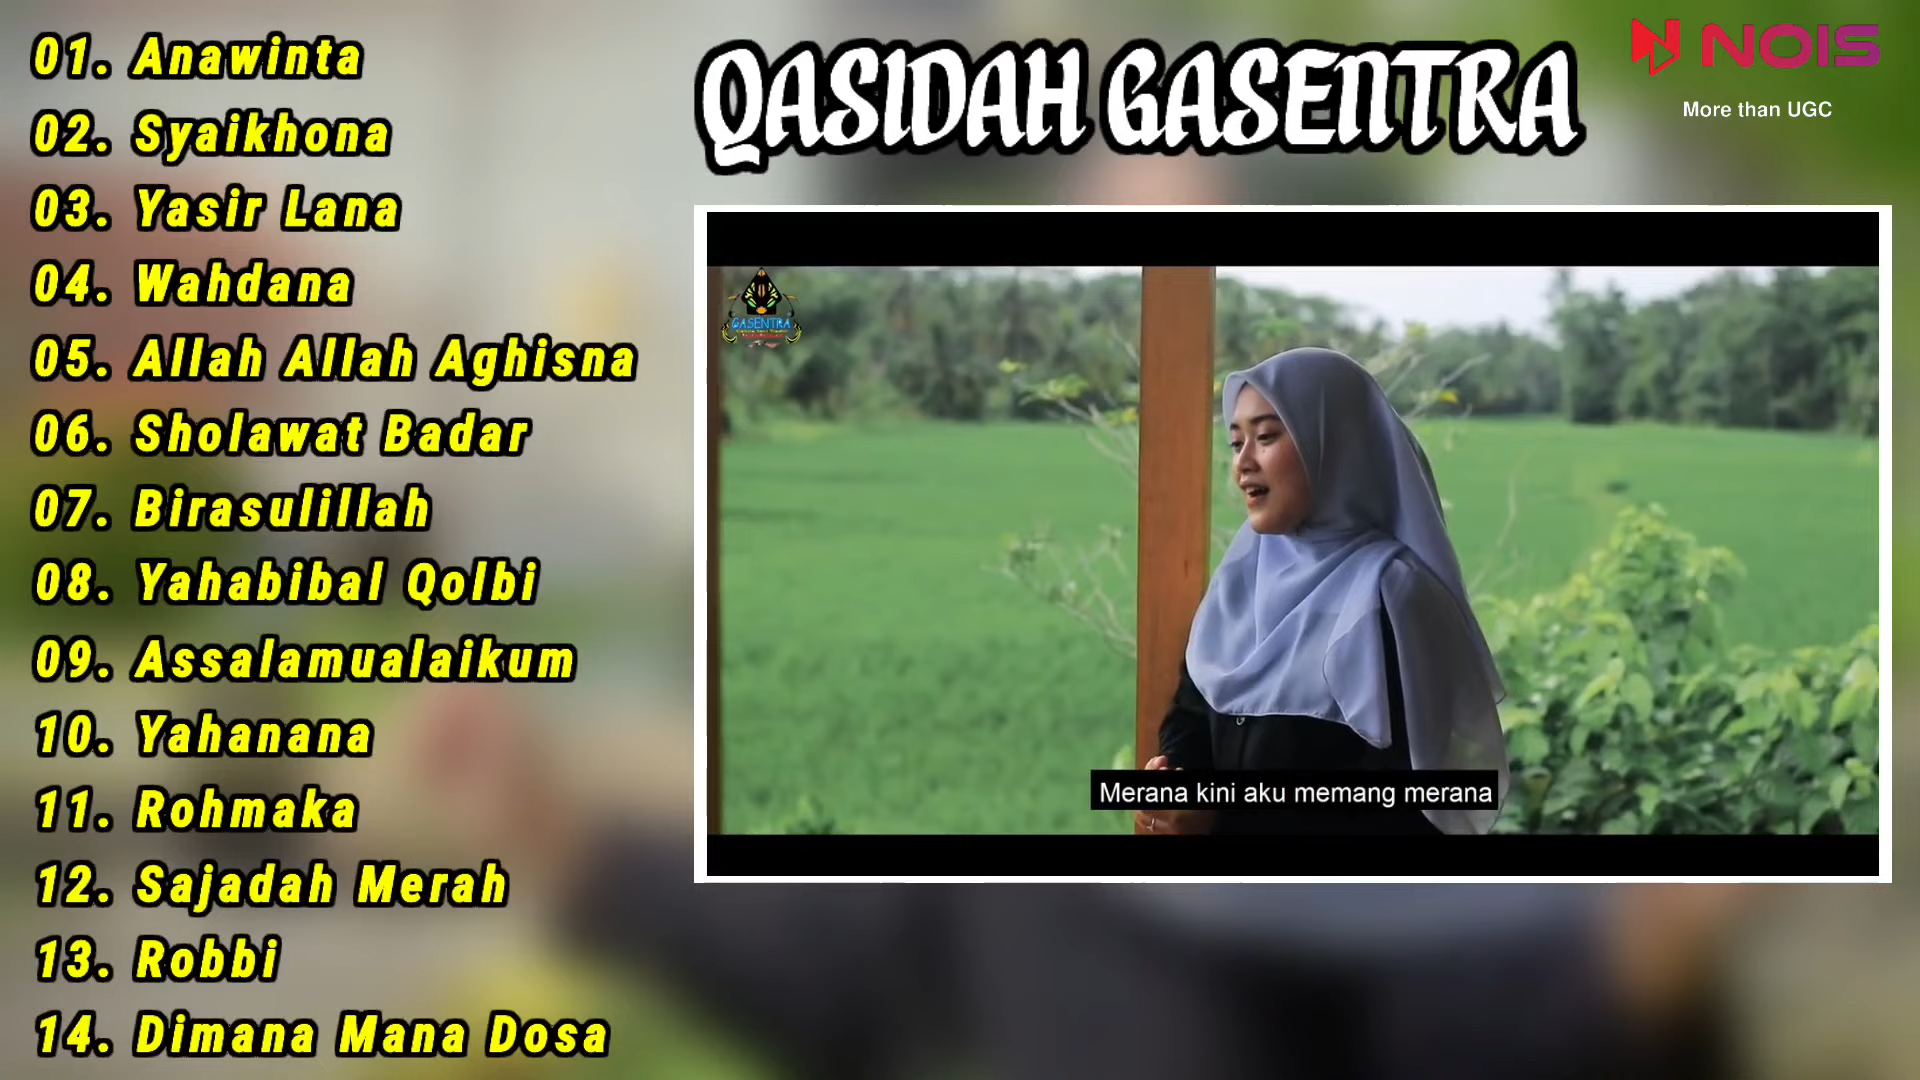 01. Anawinta
02. Syaikhona
03. Yasir Lana
04. Wahdana
05. Allah Allah Aghisna
06. Sholawat Badar
07. Birasulillah
08. Yahabibal Qolbi
09. Assalamualaikum
10. Yahanana
11. Rohmaka
12. Sajadah Merah
13. Robbi
14. Dimana Mana Dosa
QASIDAH GASENTRA
NOIS
More than UGC
GASENTRA
Merana kini aku memang merana